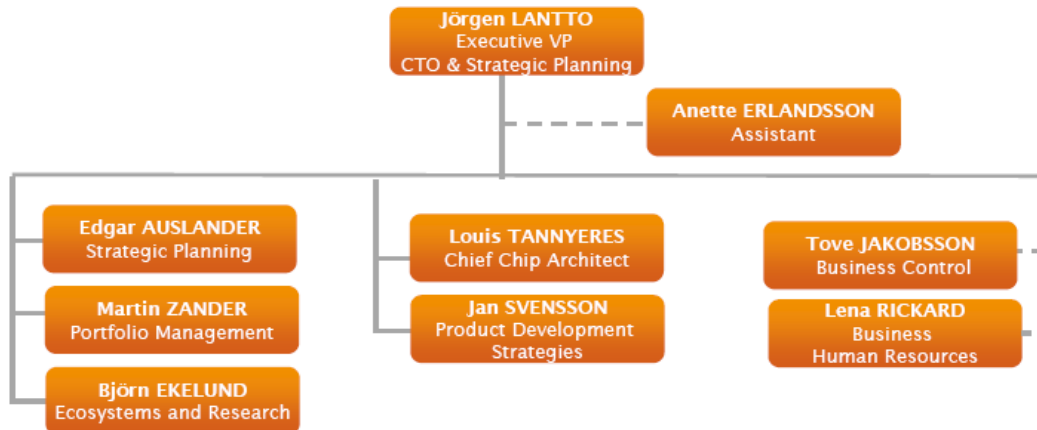 Jörgen LANTTO
Executive VP
CTO & Strategic Planning
Anette ERLANDSSON
Assistant
Edgar AUSLANDER
Strategic Planning
Martin ZANDER
Portfolio Management
Björn EKELUND
Ecosystems and Research
Louis TANNYERES
Chief Chip Architect
Jan SVENSSON
Product Development
Strategies
Tove JAKOBSSON
Business Control
Lena RICKARD
Business
Human Resources